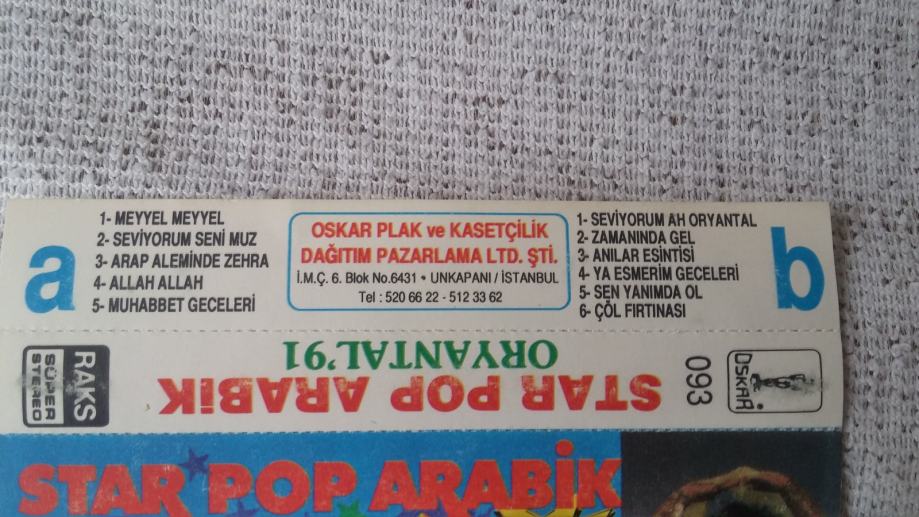 a
1- MEYYEL MEYYEL
2- SEVİYORUM SENİ MUZ
3- ARAP ALEMİNDE ZEHRA
4- ALLAH ALLAH
5- MUHABBET GECELERİ
OSKAR PLAK ve KASETÇİLİK
DAĞITIM PAZARLAMA LTD. ŞTİ.
İ.M.Ç. 6. Blok No.6431 • UNKAPANI / İSTANBUL
Tel : 520 66 22 - 512 33 62
1- SEVİYORUM AH ORYANTAL
2- ZAMANINDA GEL
3- ANILAR ESİNTİSİ
4- YA ESMERİM GECELERİ
5- SEN YANIMDA OL
6- ÇÖL FIRTINASI
b
OSKAR
093
STAR POP ARABİK
ORYANTAL'91
RAKS
SÜPER
STEREO
STAR POP ARABİK